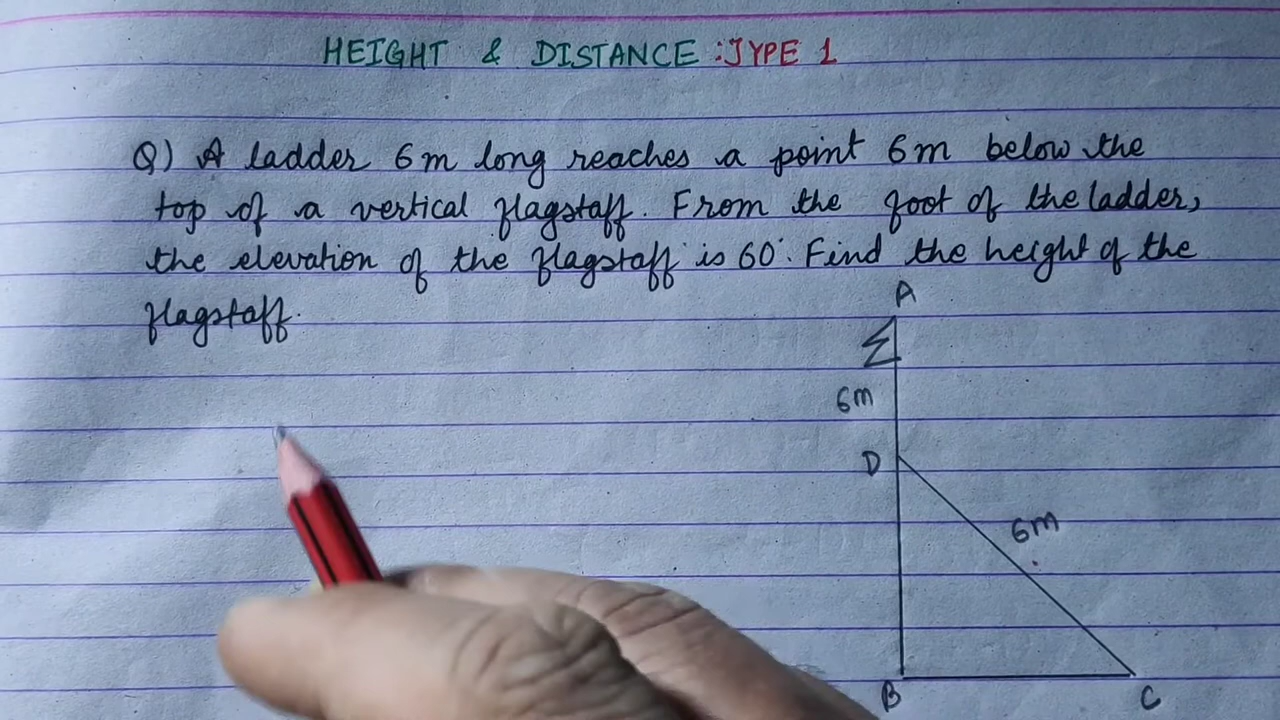 HEIGHT & DISTANCE : TYPE 1
Q) A ladder 6m long reaches a point 6m below the
top of a vertical flagstaff. From the foot of the ladder,
the elevation of the flagstaff is 60°. Find the height of the
flagstaff.
A
6m
D
6m
B
C